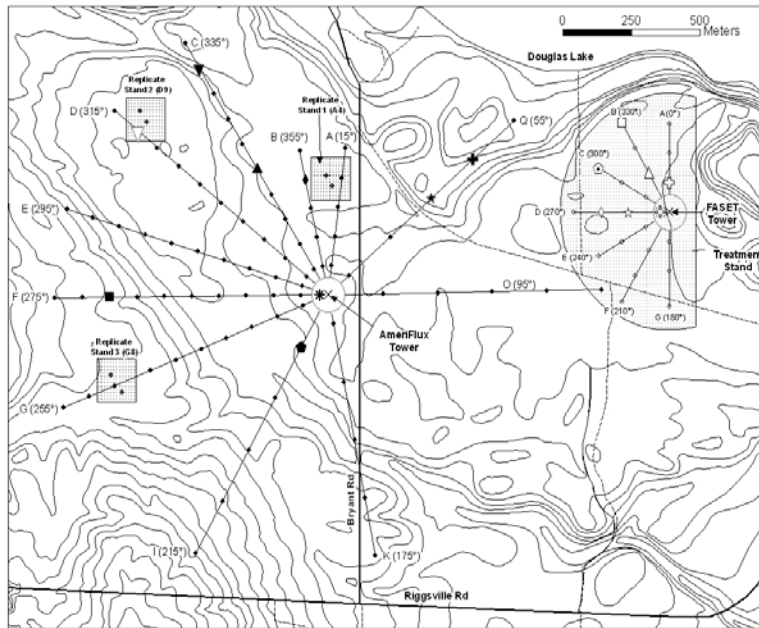 0 250 500
Meters
C (335°)
Douglas Lake
Replicate
Stand 2 (D9)
Replicate
Stand 1 (A4)
D (315°)
B (355°)
A (15°)
Q (55°)
B (330°)
A (0°)
C (300°)
E (295°)
D (270°)
FASET
Tower
E (240°)
Treatment
Stand
F (275°)
O (95°)
F (210°)
G (180°)
AmeriFlux
Tower
Replicate
Stand 3 (G8)
G (255°)
Bryant Rd
I (215°)
K (175°)
Riggsville Rd